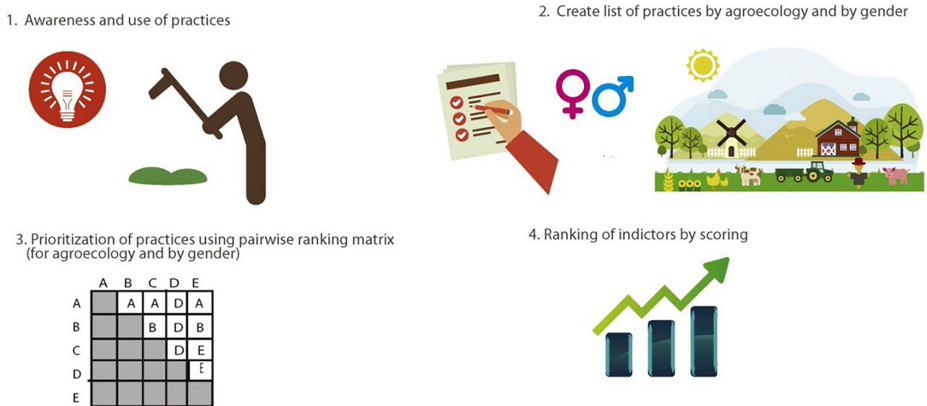 1. Awareness and use of practices
2. Create list of practices by agroecology and by gender
3. Prioritization of practices using pairwise ranking matrix
(for agroecology and by gender)
A B C D E
A A A D A
B B D B
C D E
D E
E
4. Ranking of indictors by scoring